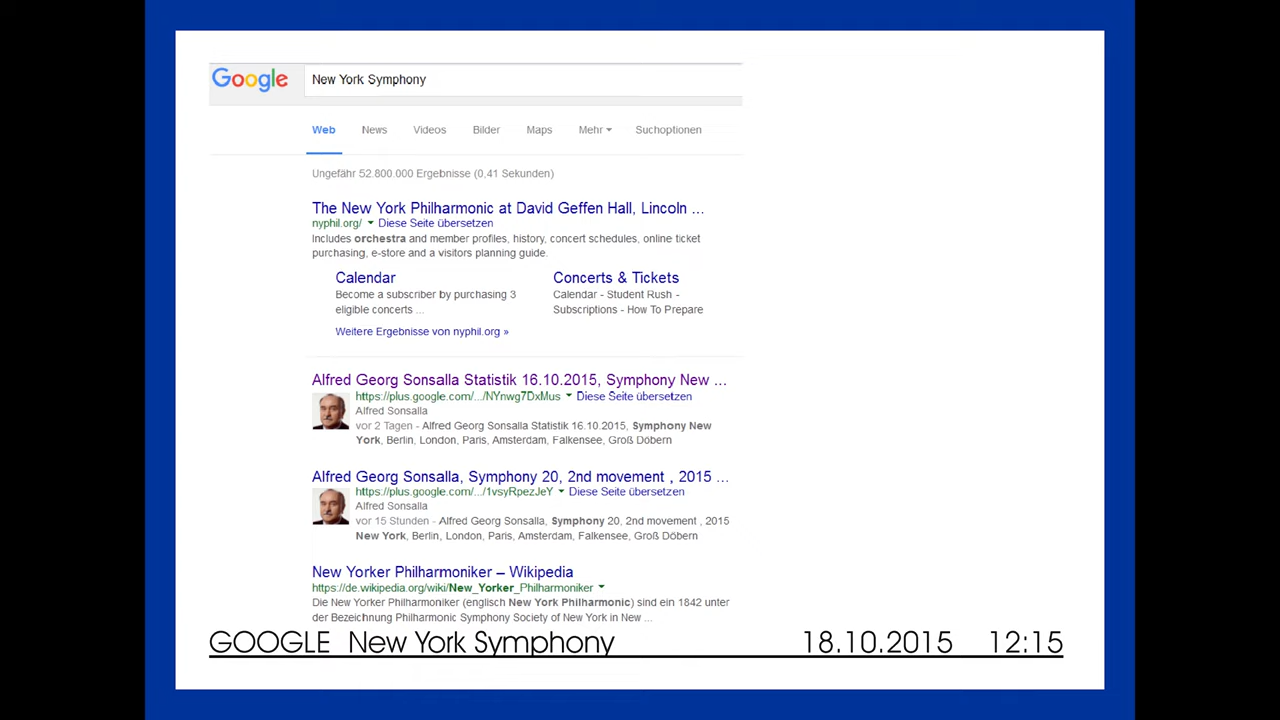 Google New York Symphony
Web News Videos Bilder Maps Mehr Suchoptionen
Ungefähr 52.800.000 Ergebnisse (0,41 Sekunden)
The New York Philharmonic at David Geffen Hall, Lincoln ...
nyphil.org/ Diese Seite übersetzen
Includes orchestra and member profiles, history, concert schedules, online ticket
purchasing, e-store and a visitors planning guide.
Calendar
Become a subscriber by purchasing 3
eligible concerts ...
Concerts & Tickets
Calendar - Student Rush -
Subscriptions - How To Prepare
Weitere Ergebnisse von nyphil.org »
Alfred Georg Sonsalla Statistik 16.10.2015, Symphony New ...
https://plus.google.com/.../NYnwg7DxMus Diese Seite übersetzen
Alfred Sonsalla
vor 2 Tagen - Alfred Georg Sonsalla Statistik 16.10.2015, Symphony New
York, Berlin, London, Paris, Amsterdam, Falkensee, Groß Döbern
Alfred Georg Sonsalla, Symphony 20, 2nd movement , 2015 ...
https://plus.google.com/.../1vsyRpezJeY Diese Seite übersetzen
Alfred Sonsalla
vor 15 Stunden - Alfred Georg Sonsalla, Symphony 20, 2nd movement , 2015
New York, Berlin, London, Paris, Amsterdam, Falkensee, Groß Döbern
New Yorker Philharmoniker – Wikipedia
https://de.wikipedia.org/wiki/New_Yorker_Philharmoniker
Die New Yorker Philharmoniker (englisch New York Philharmonic) sind ein 1842 unter
der Bezeichnung Philharmonic Symphony Society of New York in New ...
GOOGLE New York Symphony 18.10.2015 12:15